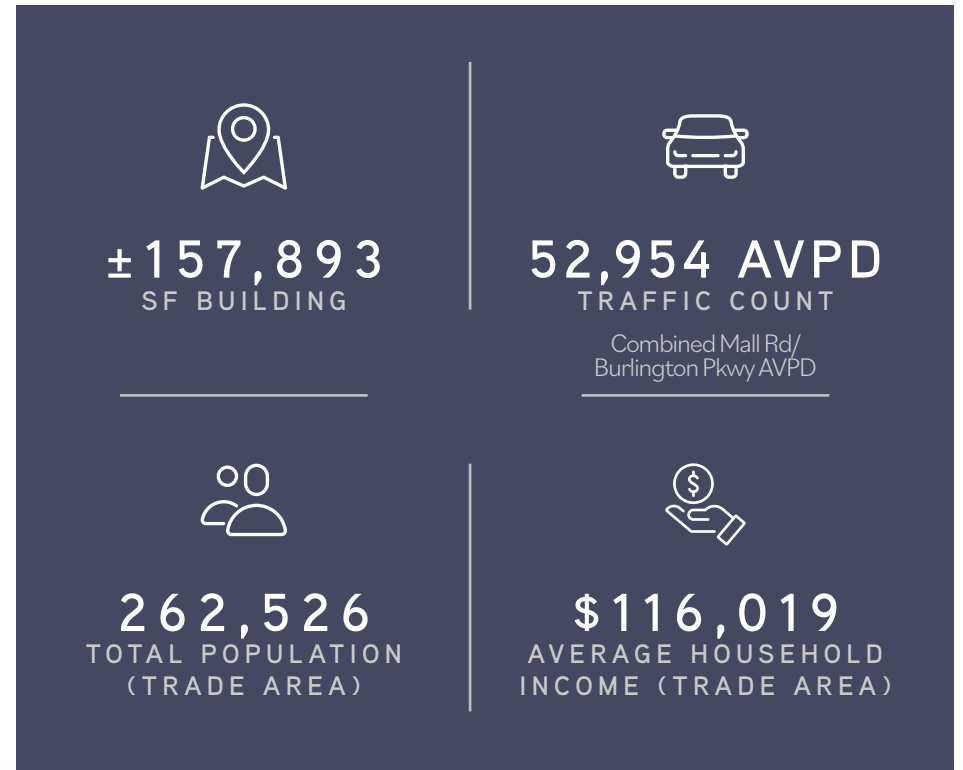 ±157,893
SF BUILDING
52,954 AVPD
TRAFFIC COUNT
Combined Mall Rd/
Burlington Pkwy AVPD
262,526
TOTAL POPULATION
(TRADE AREA)
$116,019
AVERAGE HOUSEHOLD
INCOME (TRADE AREA)